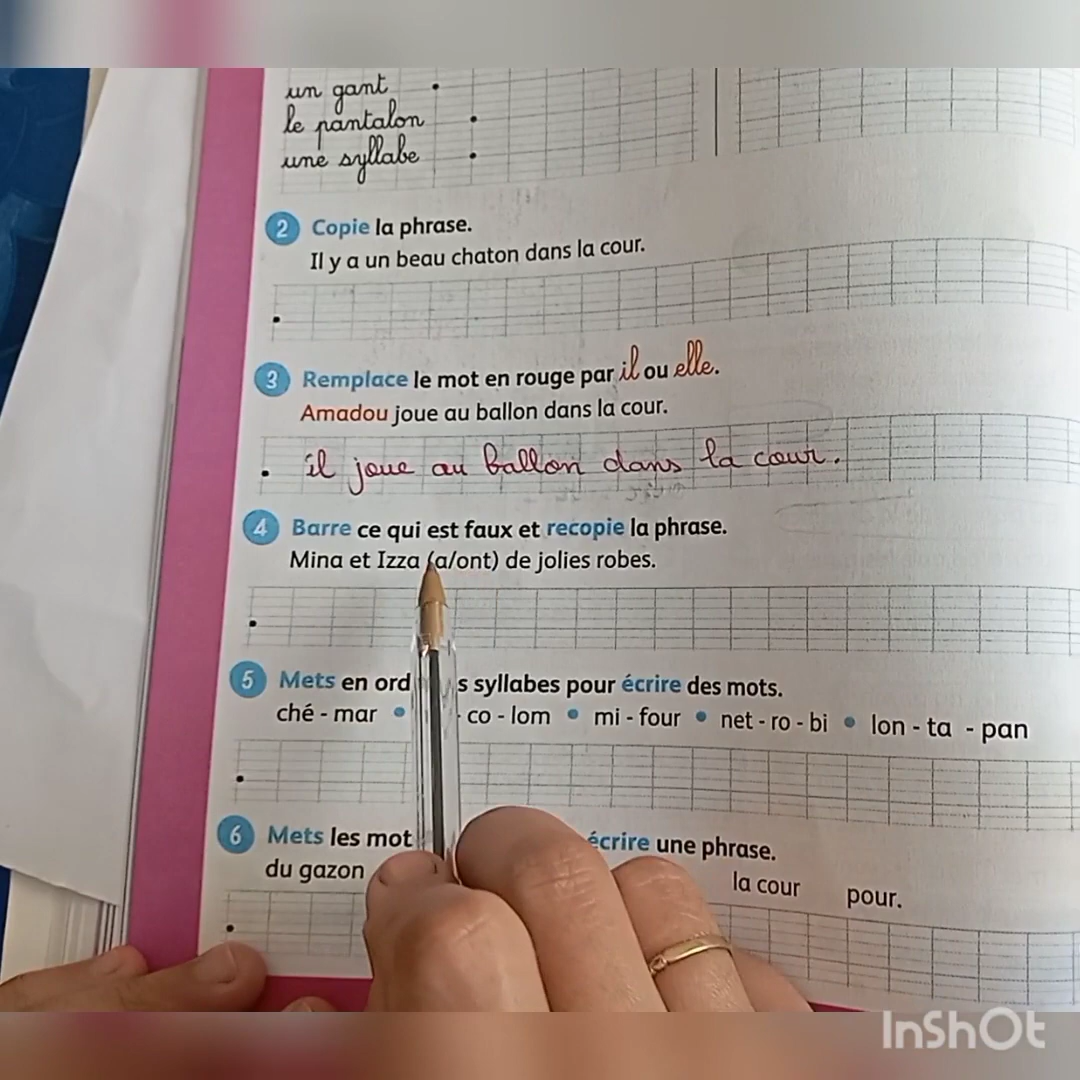 un gant
le pantalon
une syllabe
2 Copie la phrase.
Il y a un beau chaton dans la cour.
3 Remplace le mot en rouge par il ou elle.
Amadou joue au ballon dans la cour.
il joue au ballon dans la cour.
4 Barre ce qui est faux et recopie la phrase.
Mina et Izza (a/ont) de jolies robes.
5 Mets en s syllabes pour écrire des mots.
ché - mar • - co - lom • mi - four • net - ro - bi • lon - ta - pan
6 Mets les écrire une phrase.
du gazon la cour pour.
InShOt